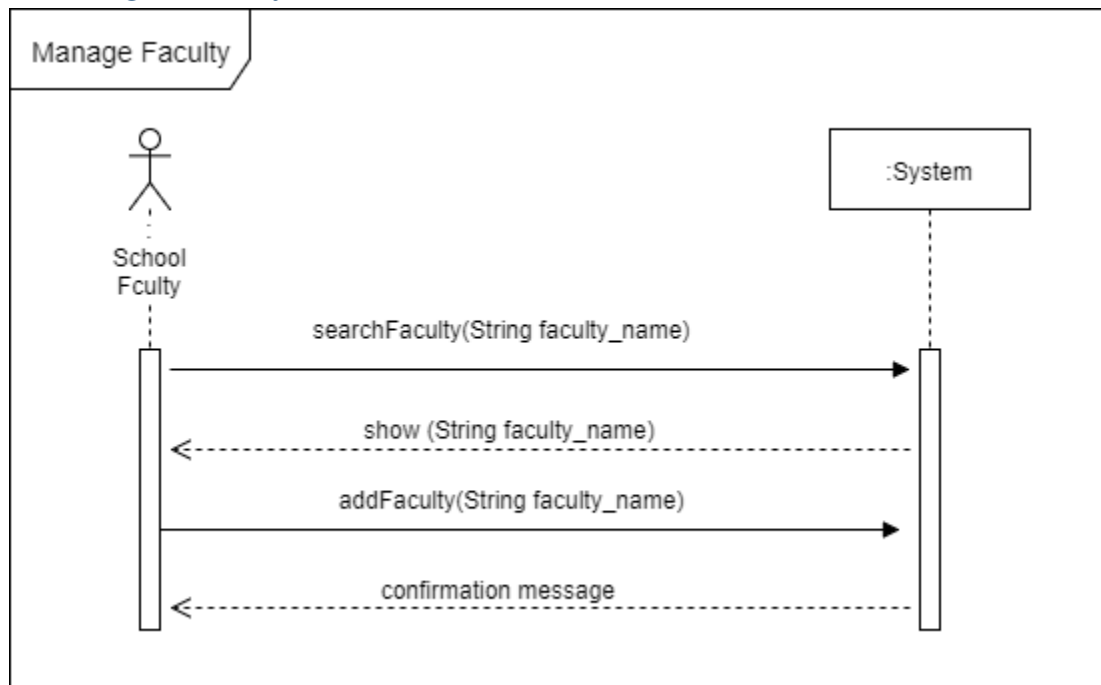 Manage Faculty
:System
School
Fculty
searchFaculty(String faculty_name)
show (String faculty_name)
addFaculty(String faculty_name)
confirmation message